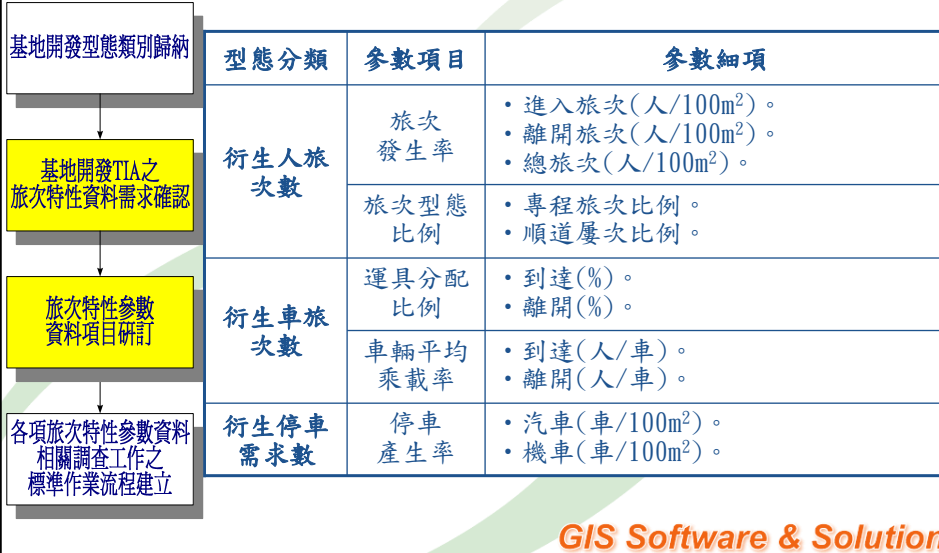 基地開發型態類別歸納
基地開發TIA之
旅次特性資料需求確認
旅次特性參數
資料項目研訂
各項旅次特性參數資料
相關調查工作之
標準作業流程建立
型態分類 參數項目 參數細項
衍生人旅
次數
旅次
發生率
・進入旅次(人/100m²)。
・離開旅次(人/100m²)。
・總旅次(人/100m²)。
旅次型態
比例
・專程旅次比例。
・順道屢次比例。
衍生車旅
次數
運具分配
比例
・到達(%)。
・離開(%)。
車輛平均
乘載率
・到達(人/車)。
・離開(人/車)。
衍生停車
需求數
停車
產生率
・汽車(車/100m²)。
・機車(車/100m²)。
GIS Software & Solution